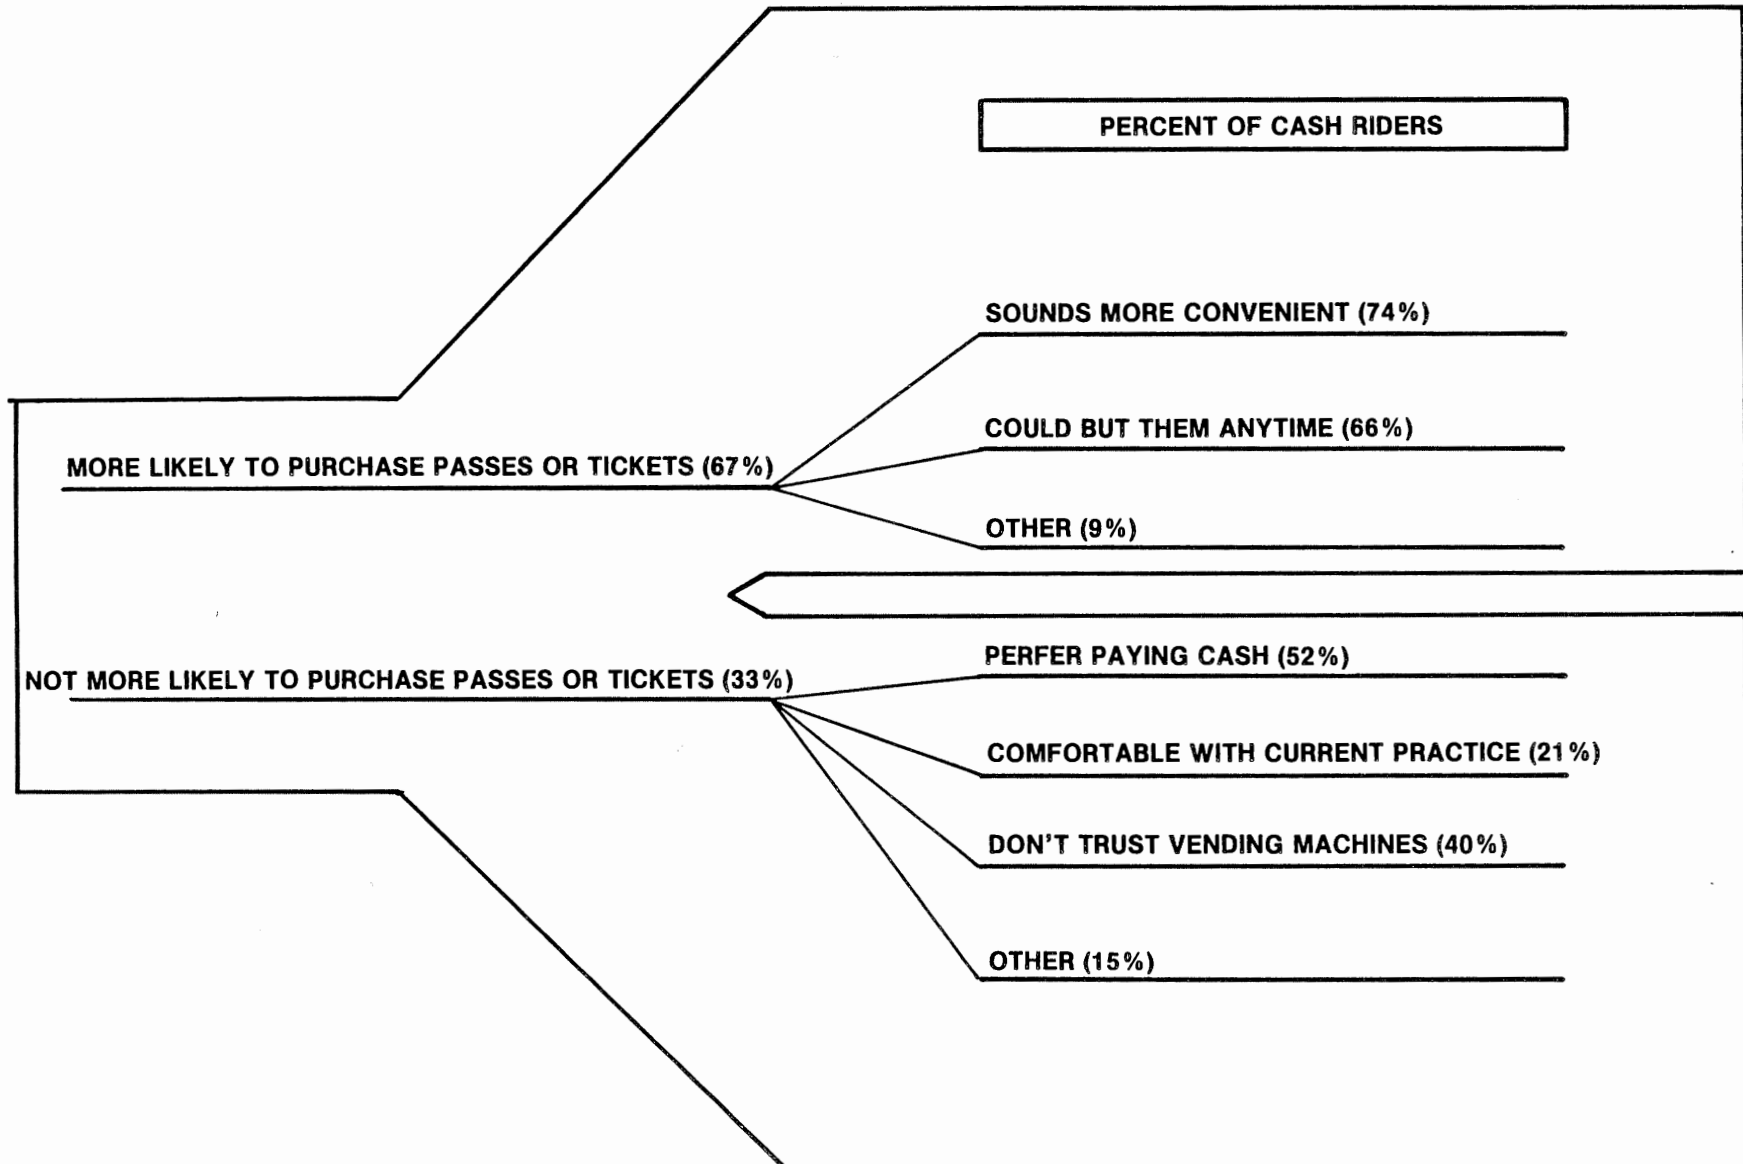 PERCENT OF CASH RIDERS
SOUNDS MORE CONVENIENT (74%)
COULD BUT THEM ANYTIME (66%)
MORE LIKELY TO PURCHASE PASSES OR TICKETS (67%)
OTHER (9%)
PERFER PAYING CASH (52%)
NOT MORE LIKELY TO PURCHASE PASSES OR TICKETS (33%)
COMFORTABLE WITH CURRENT PRACTICE (21%)
DON'T TRUST VENDING MACHINES (40%)
OTHER (15%)